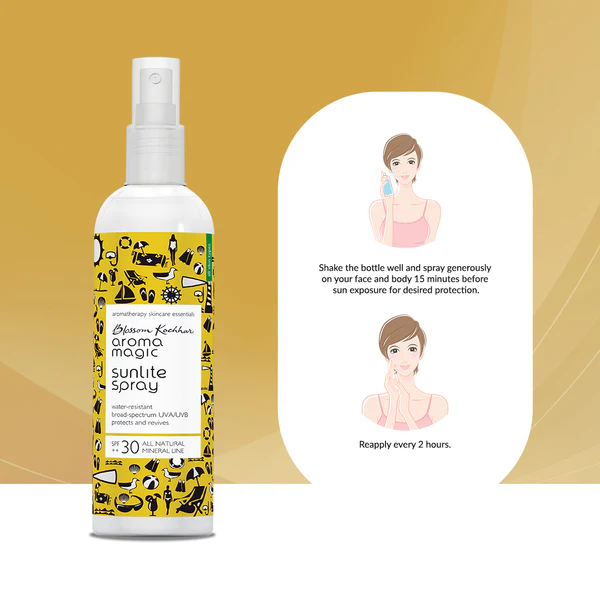 aromatherapy skincare essentials
Blossom Kochhar
aroma
magic
sunlite
spray
water-resistant
broad-spectrum UVA/UVB
protects and revives
SPF
++ 30 ALL NATURAL
MINERAL LINE
Shake the bottle well and spray generously
on your face and body 15 minutes before
sun exposure for desired protection.
Reapply every 2 hours.